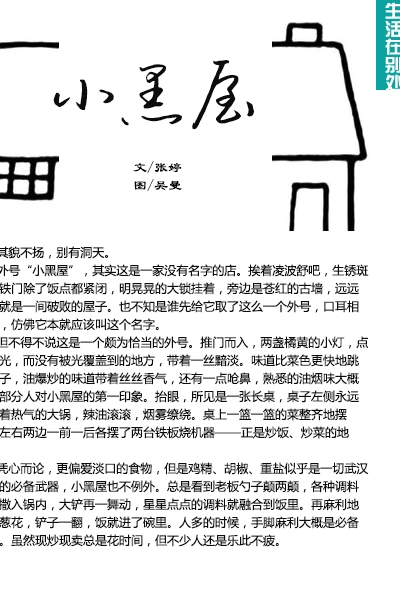 生活在别处
小黑屋
文/张婷
图/吴曼
其貌不扬，别有洞天。
外号“小黑屋”，其实这是一家没有名字的店。挨着凌波舒吧，生锈斑
铁门除了饭点都紧闭，明晃晃的大锁挂着，旁边是苍红的古墙，远远
就是一间破败的屋子。也不知是谁先给它取了这么一个外号，口耳相
，仿佛它本就应该叫这个名字。
但不得不说这是一个颇为恰当的外号。推门而入，两盏橘黄的小灯，点
光，而没有被光覆盖到的地方，带着一丝黯淡。味道比菜色更快地跳
子，油爆炒的味道带着丝丝香气，还有一点呛鼻，熟悉的油烟味大概
部分人对小黑屋的第一印象。抬眼，所见是一张长桌，桌子左侧永远
着热气的大锅，辣油滚滚，烟雾缭绕。桌上一篮一篮的菜整齐地摆
左右两边一前一后各摆了两台铁板烧机器——正是炒饭、炒菜的地
凭心而论，更偏爱淡口的食物，但是鸡精、胡椒、重盐似乎是一切武汉
的必备武器，小黑屋也不例外。总是看到老板勺子颠两颠，各种调料
撒入锅内，大铲再一舞动，星星点点的调料就融合到饭里。再麻利地
葱花，铲子一翻，饭就进了碗里。人多的时候，手脚麻利大概是必备
。虽然现炒现卖总是花时间，但不少人还是乐此不疲。